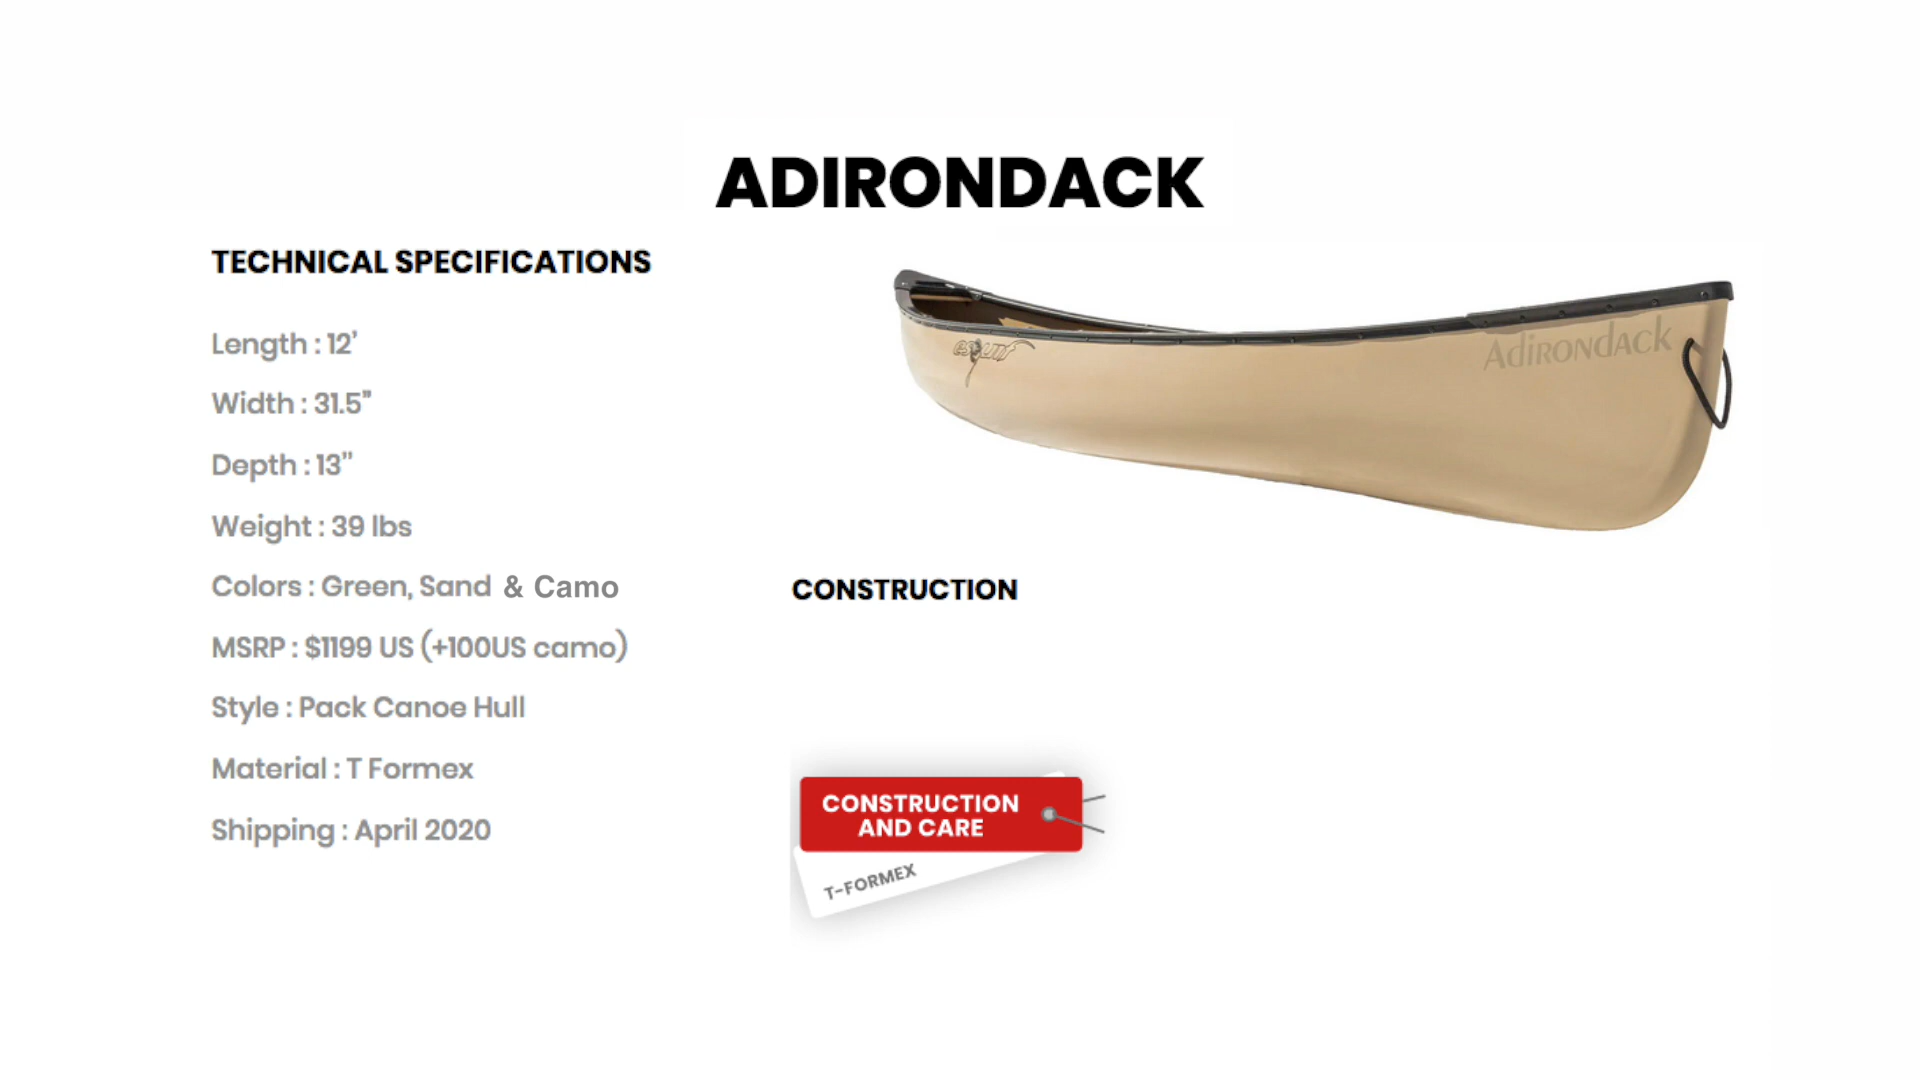 ADIRONDACK
TECHNICAL SPECIFICATIONS
Length : 12’
Width : 31.5”
Depth : 13”
Weight : 39 lbs
Colors : Green, Sand & Camo
MSRP : $1199 US (+100US camo)
Style : Pack Canoe Hull
Material : T Formex
Shipping : April 2020
esquif
Adirondack
CONSTRUCTION
CONSTRUCTION
AND CARE
T-FORMEX